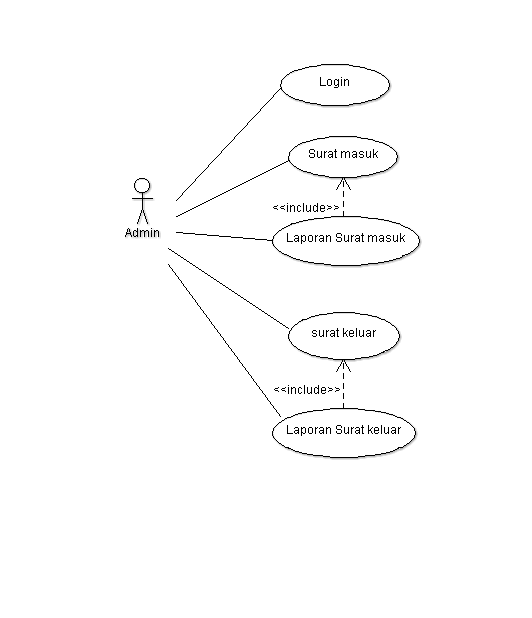 Login
Surat masuk
<<include>>
Admin
Laporan Surat masuk
surat keluar
<<include>>
Laporan Surat keluar